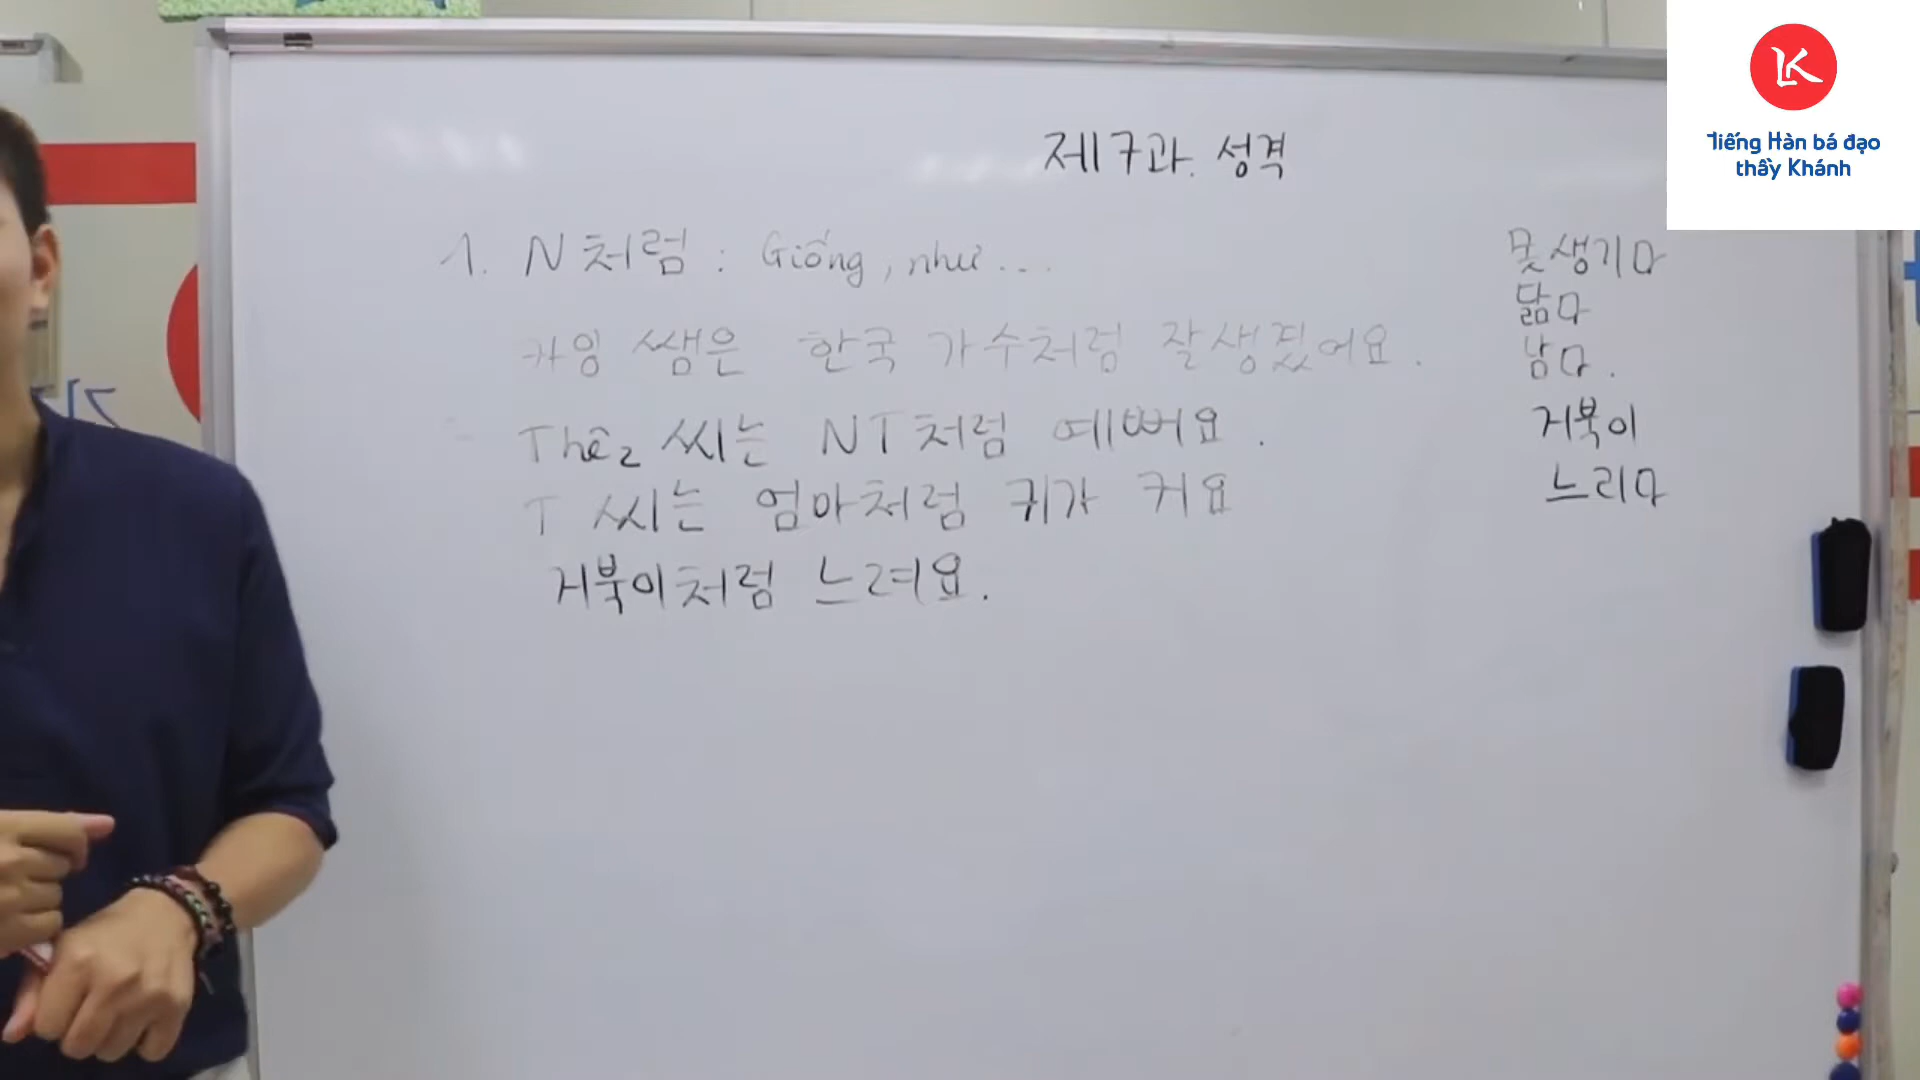 제7과. 성격
1. N처럼 : Giống, như...
카잉 쌤은 한국 가수처럼 잘생겼어요.
Thê2 씨는 NT처럼 예뻐요.
T 씨는 엄마처럼 귀가 커요
거북이처럼 느려요.
못생기다
닮다
남다.
거북이
느리다
LK
Tiếng Hàn bá đạo
thầy Khánh